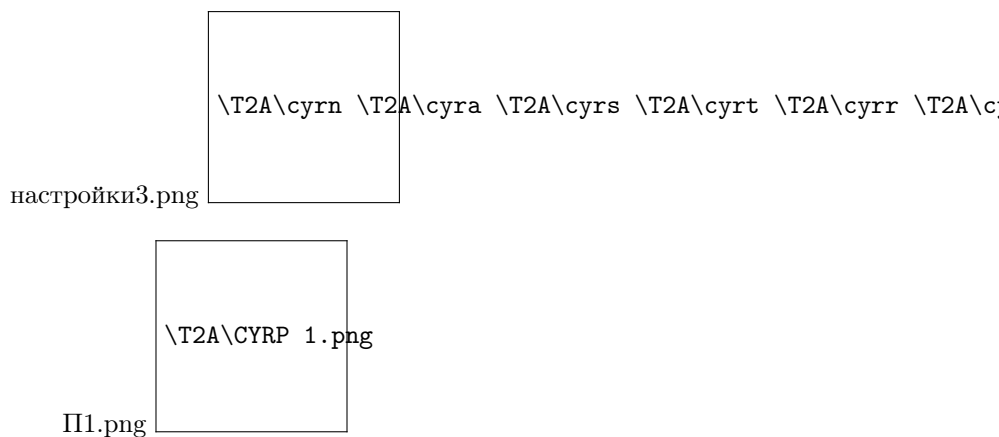 \T2A\cyrn \T2A\cyra \T2A\cyrs \T2A\cyrt \T2A\cyrr \T2A\cy
настройки3.png
\T2A\CYRP 1.png
П1.png